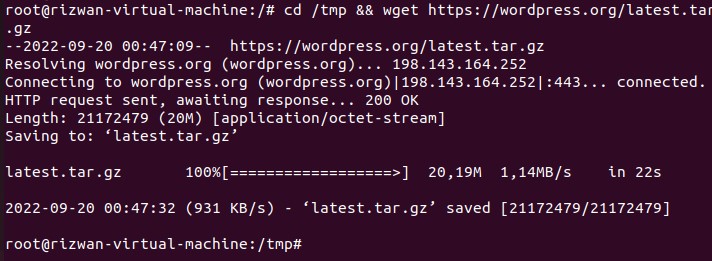 root@rizwan-virtual-machine:/# cd /tmp && wget https://wordpress.org/latest.tar
.gz
--2022-09-20 00:47:09--  https://wordpress.org/latest.tar.gz
Resolving wordpress.org (wordpress.org)... 198.143.164.252
Connecting to wordpress.org (wordpress.org)|198.143.164.252|:443... connected.
HTTP request sent, awaiting response... 200 OK
Length: 21172479 (20M) [application/octet-stream]
Saving to: ‘latest.tar.gz’
latest.tar.gz       100%[==================>]  20,19M  1,14MB/s    in 22s
2022-09-20 00:47:32 (931 KB/s) - ‘latest.tar.gz’ saved [21172479/21172479]
root@rizwan-virtual-machine:/tmp#